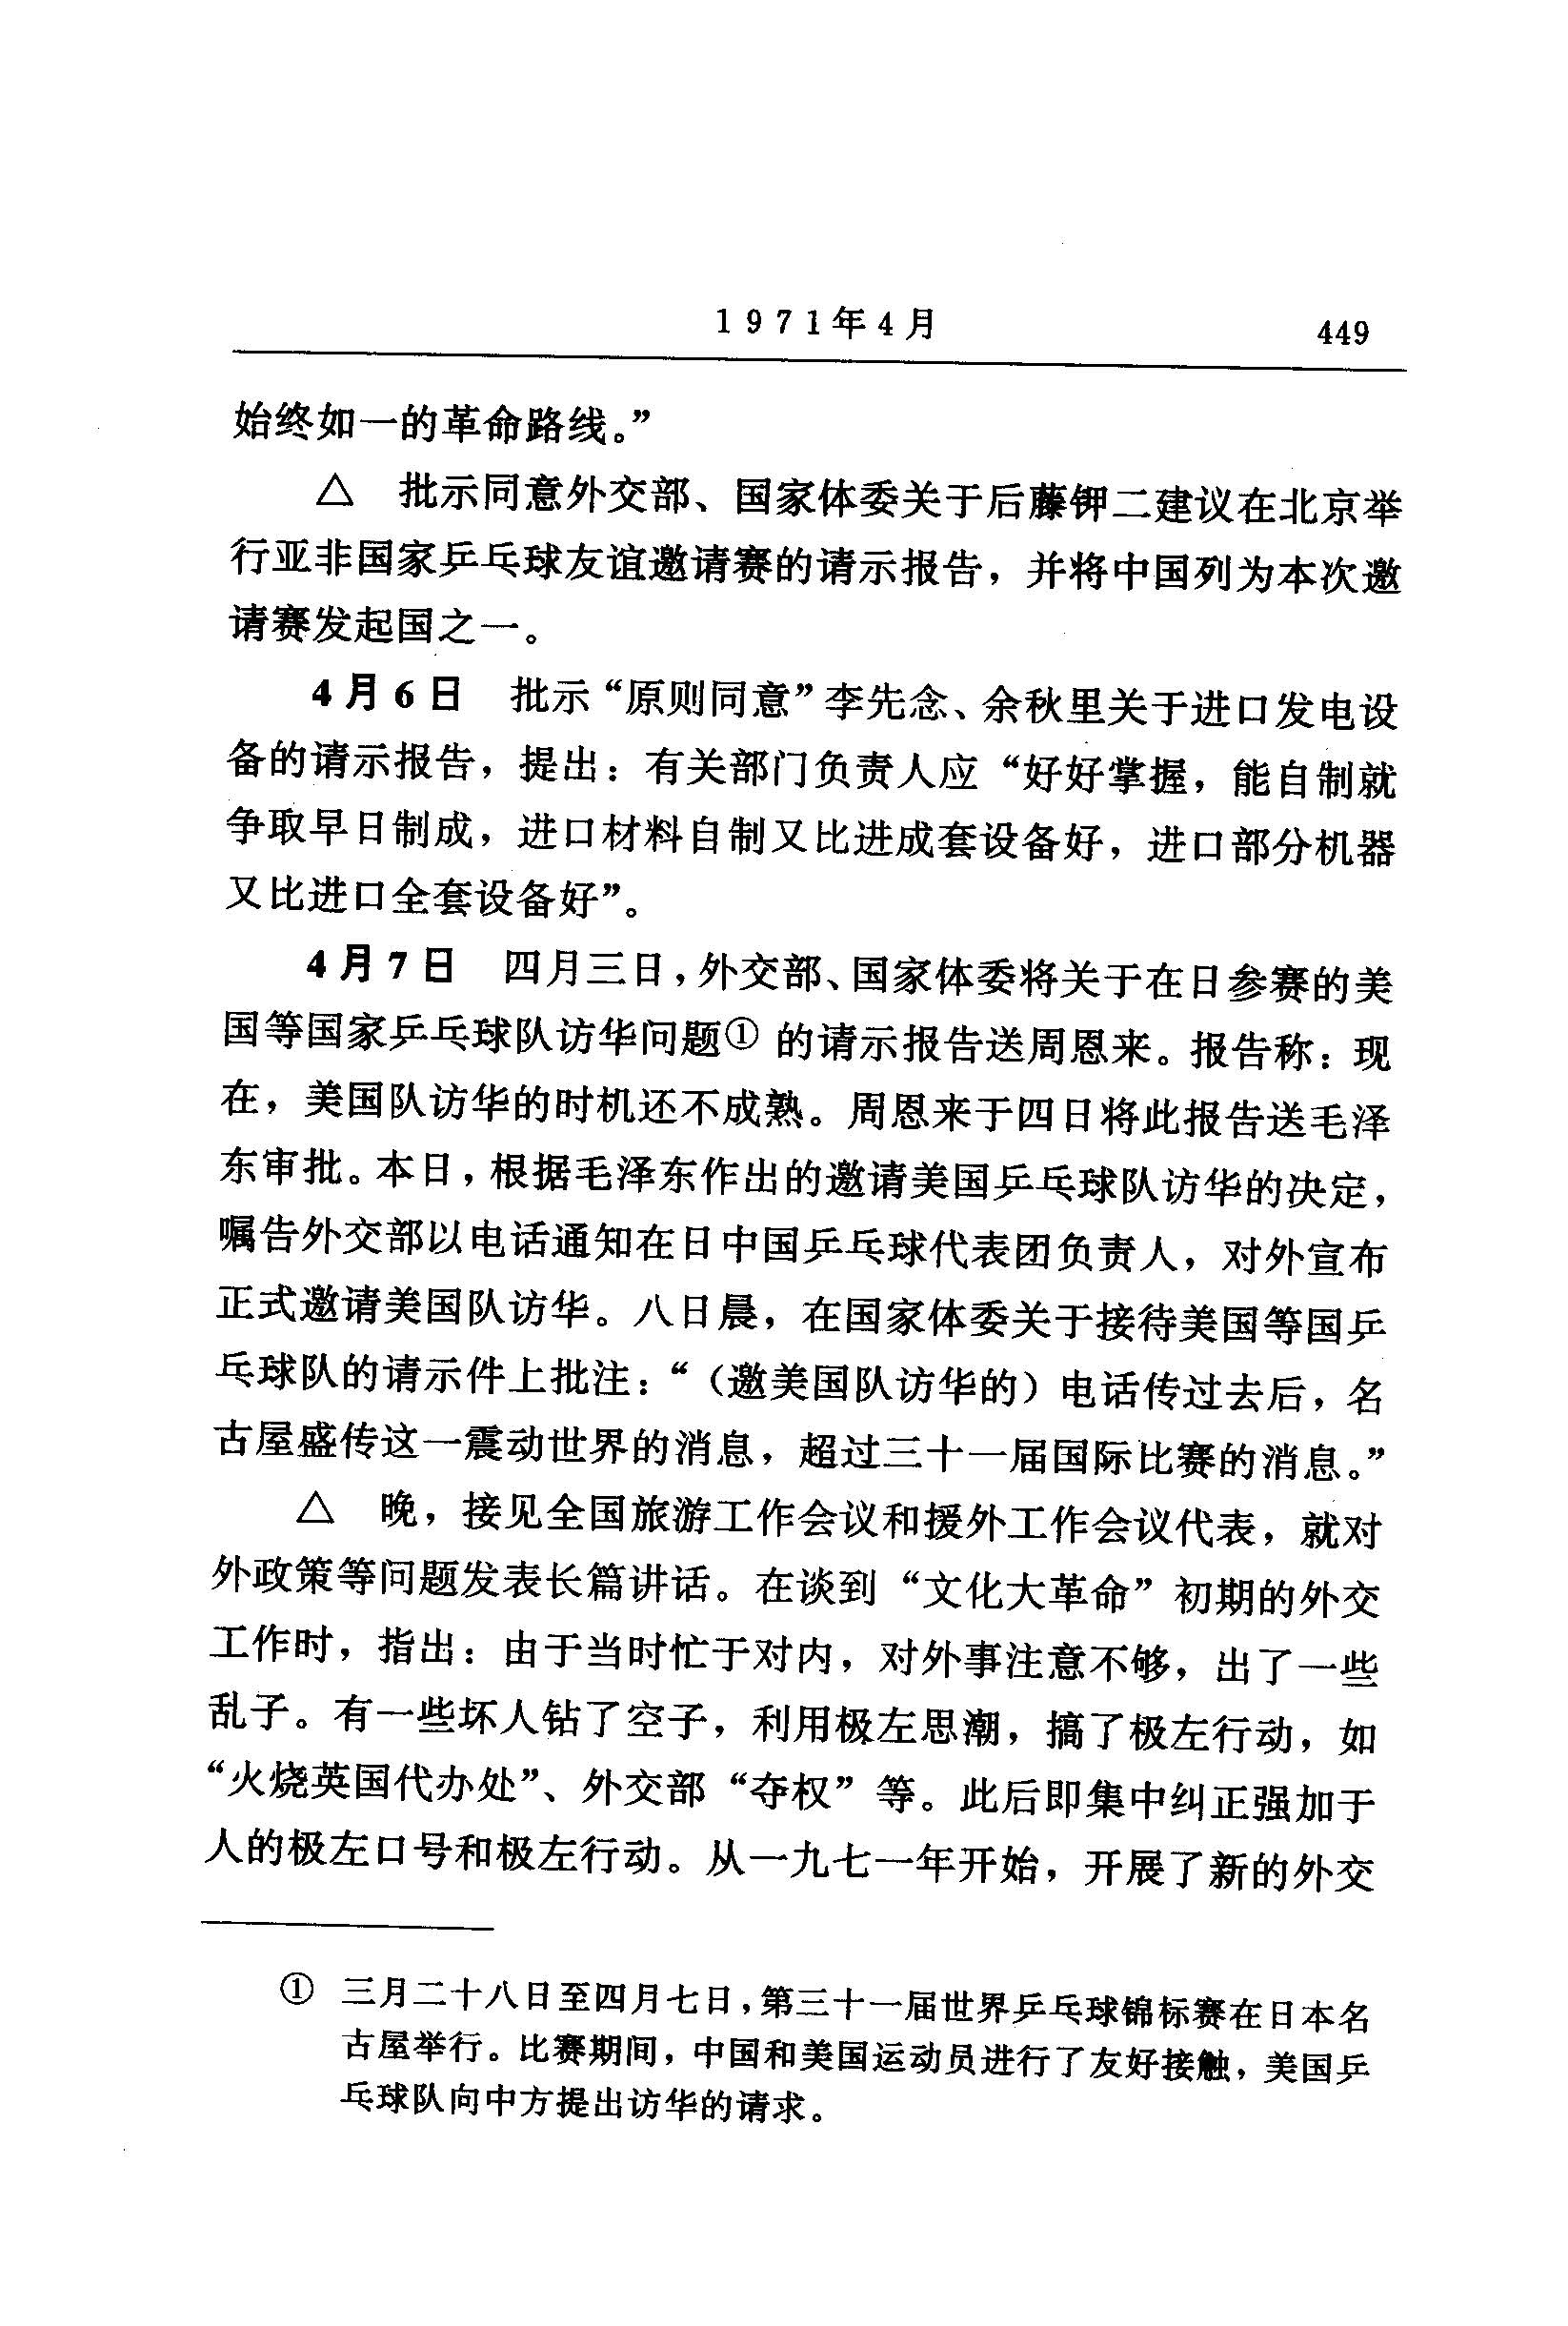 1971年4月 449
始终如一的革命路线。”
△ 批示同意外交部、国家体委关于后藤钾二建议在北京举
行亚非国家乒乓球友谊邀请赛的请示报告，并将中国列为本次邀
请赛发起国之一。
4月6日 批示“原则同意”李先念、余秋里关于进口发电设
备的请示报告，提出：有关部门负责人应“好好掌握，能自制就
争取早日制成，进口材料自制又比进成套设备好，进口部分机器
又比进口全套设备好”。
4月7日 四月三日，外交部、国家体委将关于在日参赛的美
国等国家乒乓球队访华问题① 的请示报告送周恩来。报告称：现
在，美国队访华的时机还不成熟。周恩来于四日将此报告送毛泽
东审批。本日，根据毛泽东作出的邀请美国乒乓球队访华的决定，
嘱告外交部以电话通知在日中国乒乓球代表团负责人，对外宣布
正式邀请美国队访华。八日晨，在国家体委关于接待美国等国乒
乓球队的请示件上批注：“（邀美国队访华的）电话传过去后，名
古屋盛传这一震动世界的消息，超过三十一届国际比赛的消息。”
△ 晚，接见全国旅游工作会议和援外工作会议代表，就对
外政策等问题发表长篇讲话。在谈到“文化大革命”初期的外交
工作时，指出：由于当时忙于对内，对外事注意不够，出了一些
乱子。有一些坏人钻了空子，利用极左思潮，搞了极左行动，如
“火烧英国代办处”、外交部“夺权”等。此后即集中纠正强加于
人的极左口号和极左行动。从一九七一年开始，开展了新的外交
① 三月二十八日至四月七日，第三十一届世界乒乓球锦标赛在日本名
古屋举行。比赛期间，中国和美国运动员进行了友好接触，美国乒
乓球队向中方提出访华的请求。